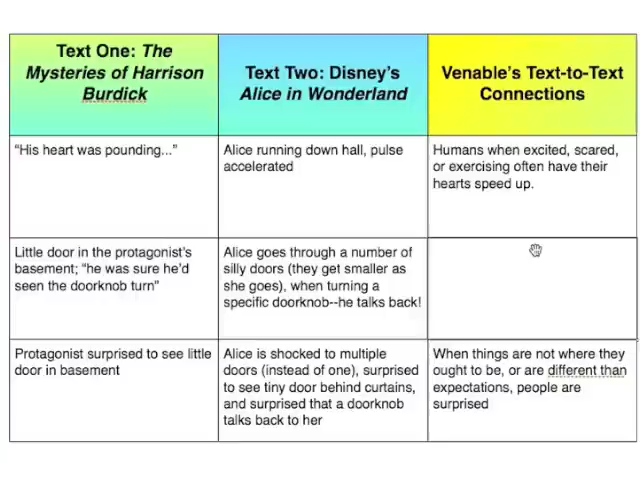 Text One: The
Mysteries of Harrison
Burdick
Text Two: Disney's
Alice in Wonderland
Venable's Text-to-Text
Connections
“His heart was pounding...”
Alice running down hall, pulse
accelerated
Humans when excited, scared,
or exercising often have their
hearts speed up.
Little door in the protagonist's
basement; “he was sure he'd
seen the doorknob turn”
Alice goes through a number of
silly doors (they get smaller as
she goes), when turning a
specific doorknob--he talks back!
Protagonist surprised to see little
door in basement
Alice is shocked to multiple
doors (instead of one), surprised
to see tiny door behind curtains,
and surprised that a doorknob
talks back to her
When things are not where they
ought to be, or are different than
expectations, people are
surprised